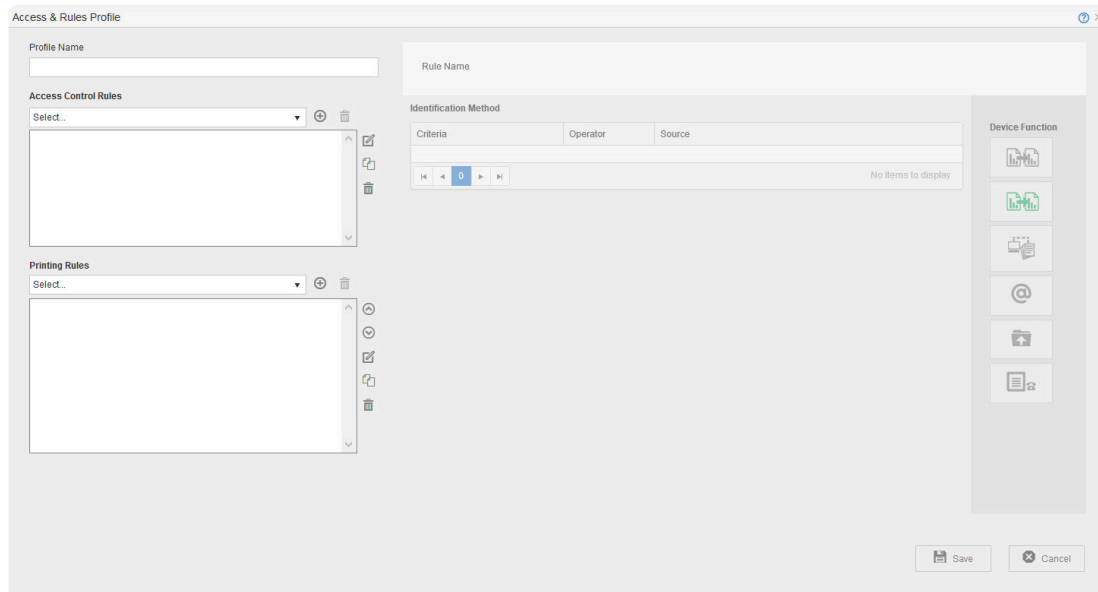 Access & Rules Profile
Profile Name
Access Control Rules
Select...
Printing Rules
Select...
Rule Name
Identification Method
Criteria Operator Source
0 No items to display
Device Function
@
Save Cancel